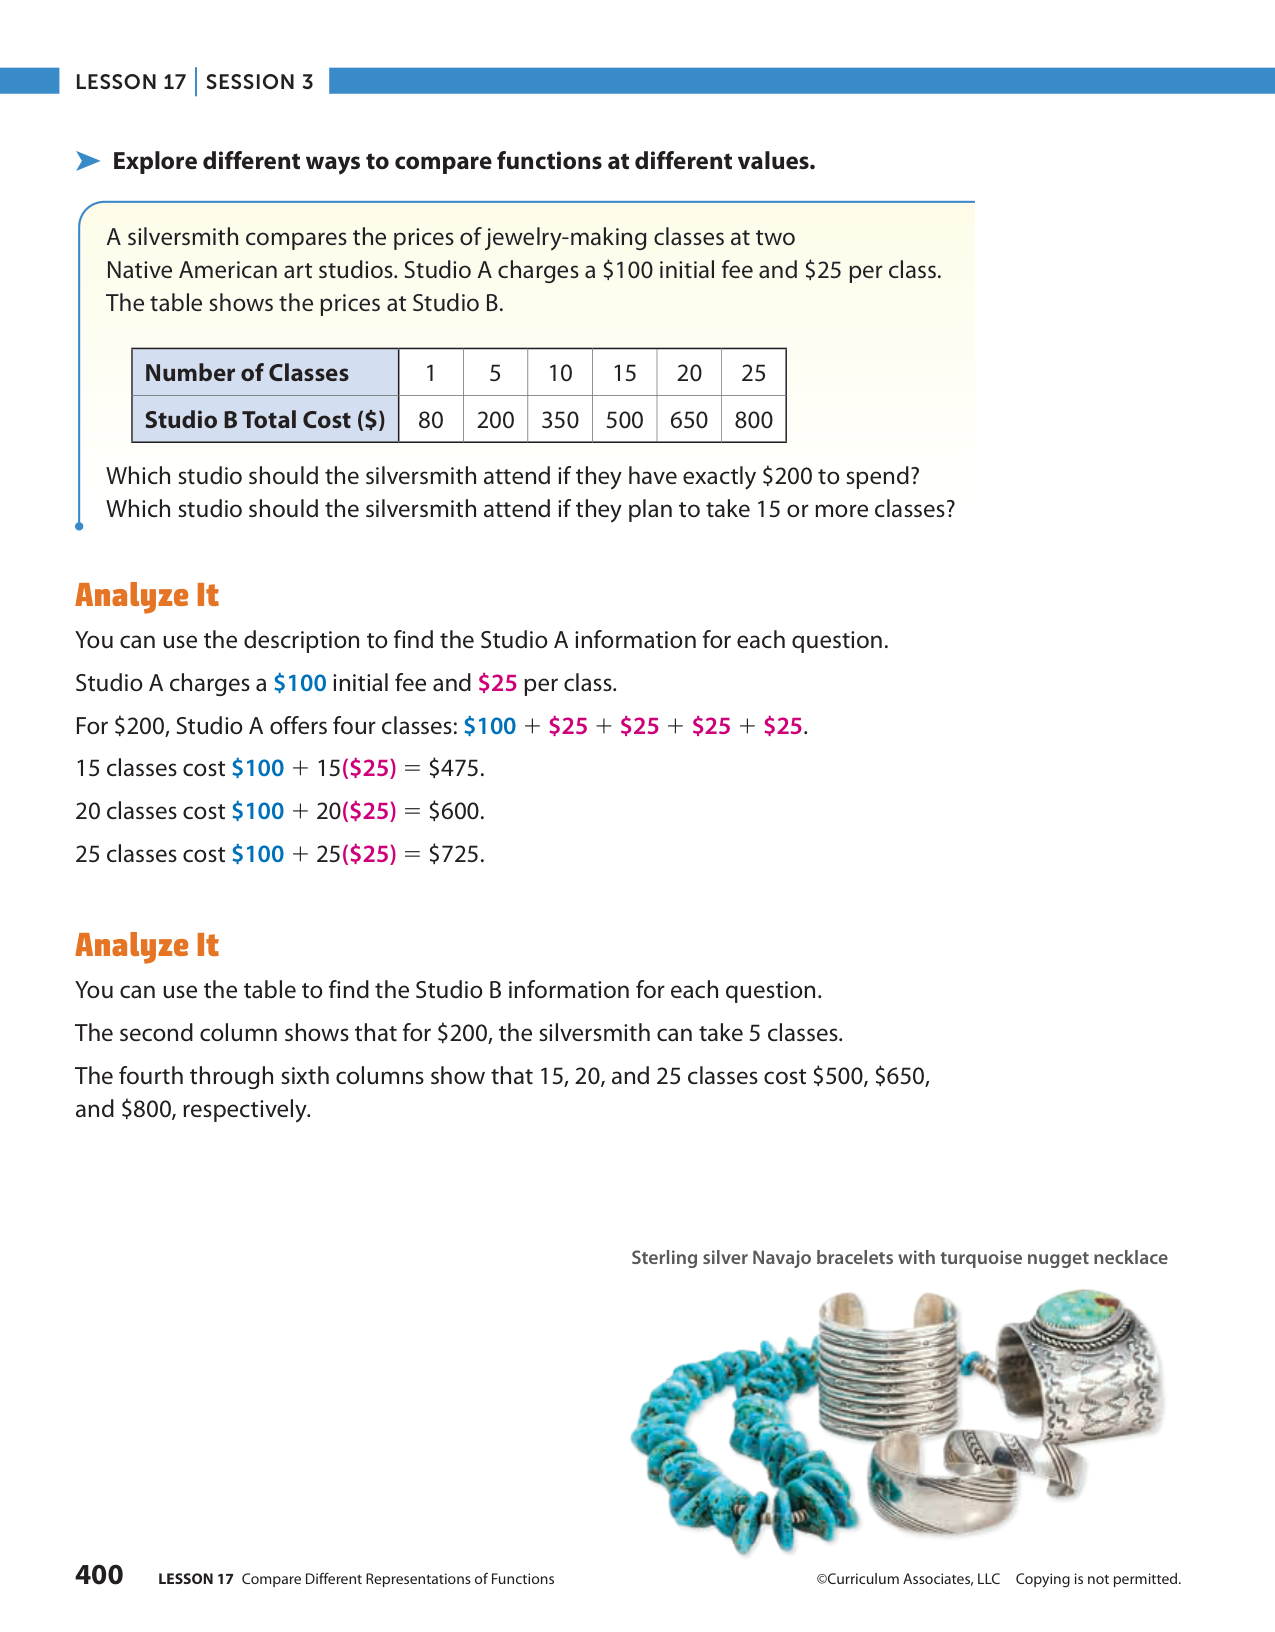 LESSON 17 | SESSION 3
➤ Explore different ways to compare functions at different values.
A silversmith compares the prices of jewelry-making classes at two
Native American art studios. Studio A charges a $100 initial fee and $25 per class.
The table shows the prices at Studio B.
Number of Classes 1 5 10 15 20 25
Studio B Total Cost ($) 80 200 350 500 650 800
Which studio should the silversmith attend if they have exactly $200 to spend?
Which studio should the silversmith attend if they plan to take 15 or more classes?
Analyze It
You can use the description to find the Studio A information for each question.
Studio A charges a $100 initial fee and $25 per class.
For $200, Studio A offers four classes: $100 + $25 + $25 + $25 + $25.
15 classes cost $100 + 15($25) = $475.
20 classes cost $100 + 20($25) = $600.
25 classes cost $100 + 25($25) = $725.
Analyze It
You can use the table to find the Studio B information for each question.
The second column shows that for $200, the silversmith can take 5 classes.
The fourth through sixth columns show that 15, 20, and 25 classes cost $500, $650,
and $800, respectively.
Sterling silver Navajo bracelets with turquoise nugget necklace
400 LESSON 17 Compare Different Representations of Functions ©Curriculum Associates, LLC Copying is not permitted.